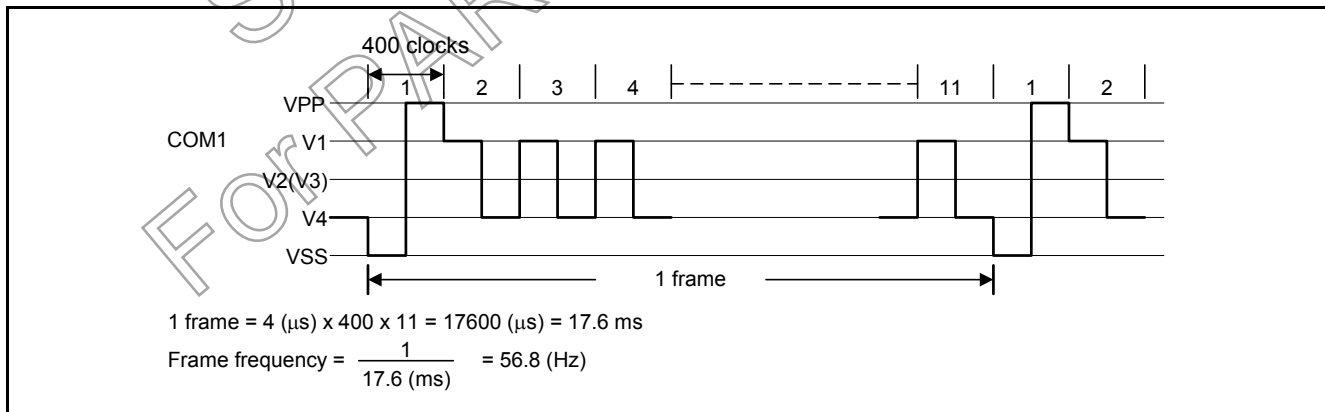 400 clocks
1 2 3 4 11 1 2
VPP
COM1 V1
V2(V3)
V4
VSS
1 frame
1 frame = 4 (μs) x 400 x 11 = 17600 (μs) = 17.6 ms
Frame frequency = 1 / 17.6 (ms) = 56.8 (Hz)
For PAR